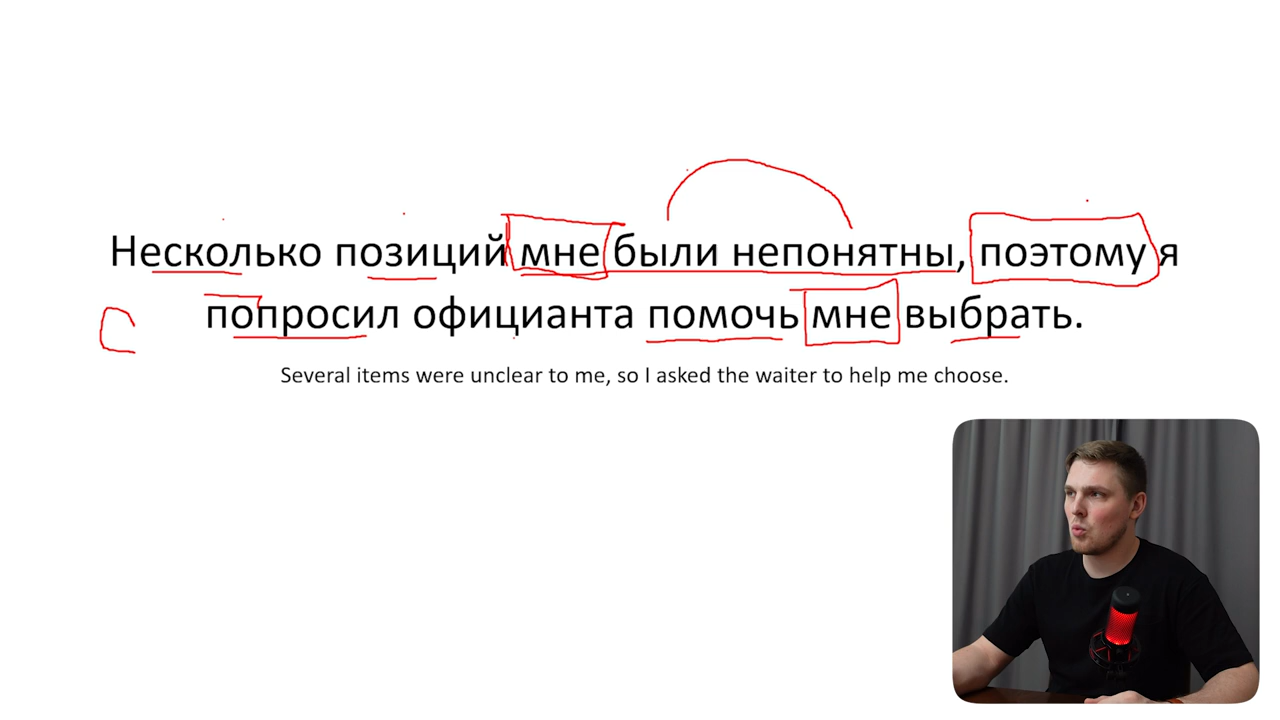 Несколько позиций мне были непонятны, поэтому я
попросил официанта помочь мне выбрать.
Several items were unclear to me, so I asked the waiter to help me choose.